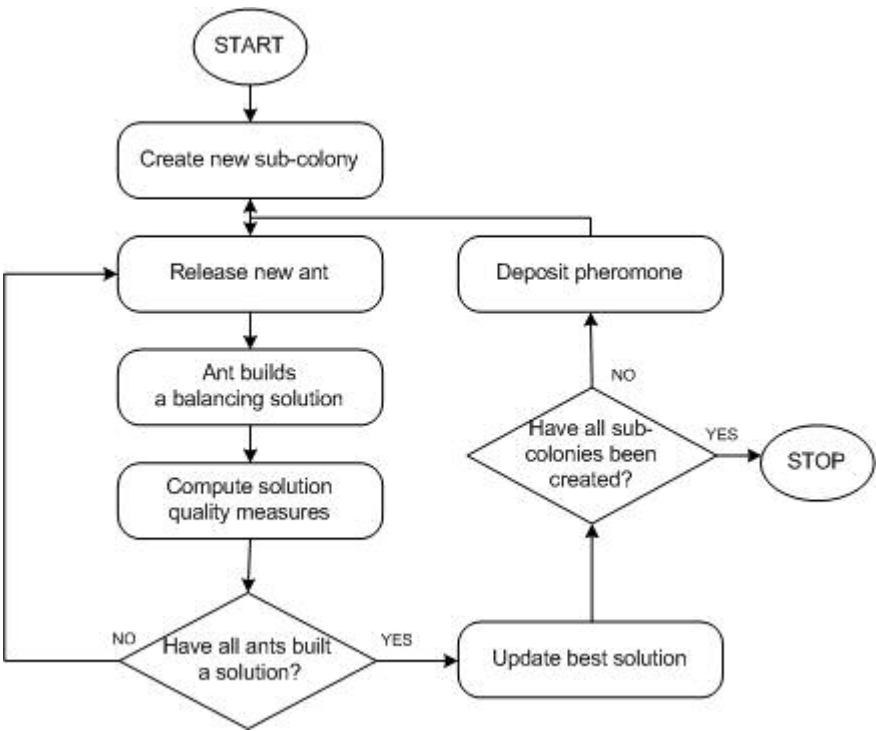 START
Create new sub-colony
Release new ant
Ant builds
a balancing solution
Compute solution
quality measures
Have all ants built
a solution?
NO
YES
Update best solution
Have all sub-
colonies been
created?
NO
YES
Deposit pheromone
STOP